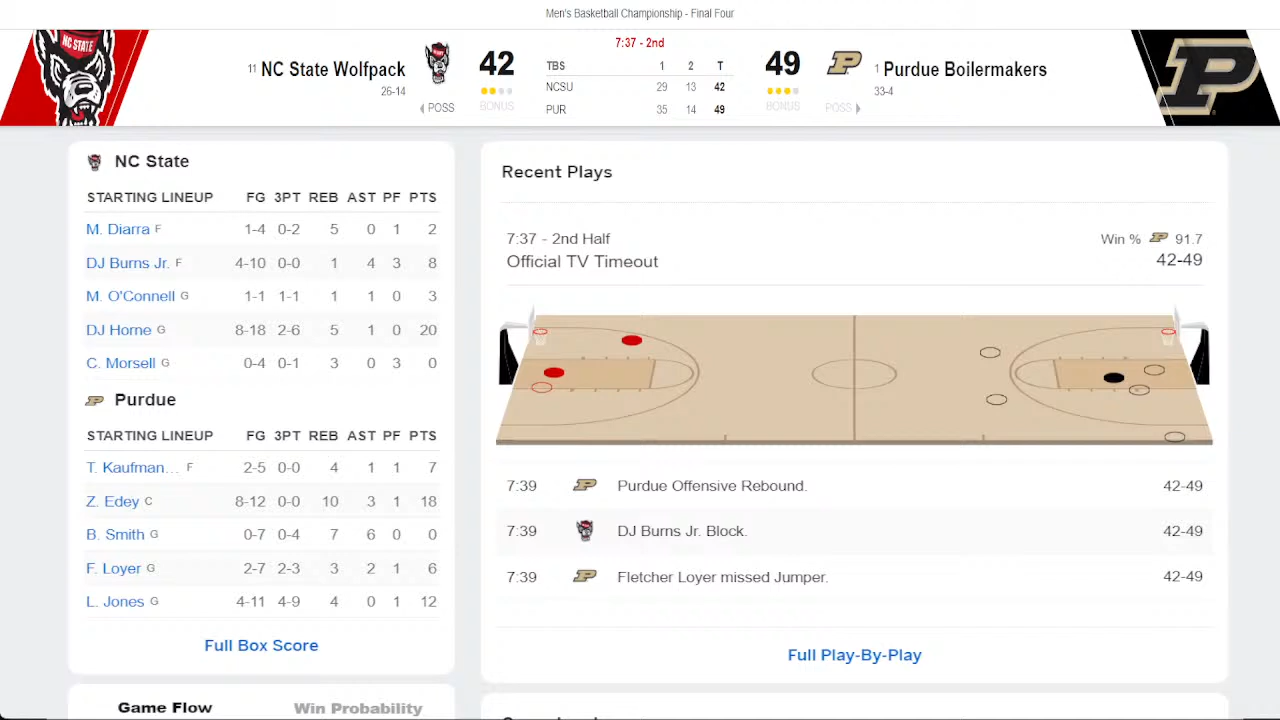 Men's Basketball Championship - Final Four
NC STATE
11 NC State Wolfpack
26-14
POSS
42
BONUS
7:37 - 2nd
TBS 1 2 T
NCSU 29 13 42
PUR 35 14 49
49
BONUS
POSS
1 Purdue Boilermakers
33-4
NC State
STARTING LINEUP FG 3PT REB AST PF PTS
M. Diarra F 1-4 0-2 5 0 1 2
DJ Burns Jr. F 4-10 0-0 1 4 3 8
M. O'Connell G 1-1 1-1 1 1 0 3
DJ Horne G 8-18 2-6 5 1 0 20
C. Morsell G 0-4 0-1 3 0 3 0
Purdue
STARTING LINEUP FG 3PT REB AST PF PTS
T. Kaufman... F 2-5 0-0 4 1 1 7
Z. Edey C 8-12 0-0 10 3 1 18
B. Smith G 0-7 0-4 7 6 0 0
F. Loyer G 2-7 2-3 3 2 1 6
L. Jones G 4-11 4-9 4 0 1 12
Full Box Score
Game Flow Win Probability
Recent Plays
7:37 - 2nd Half Win % 91.7
Official TV Timeout 42-49
7:39 Purdue Offensive Rebound. 42-49
7:39 DJ Burns Jr. Block. 42-49
7:39 Fletcher Loyer missed Jumper. 42-49
Full Play-By-Play